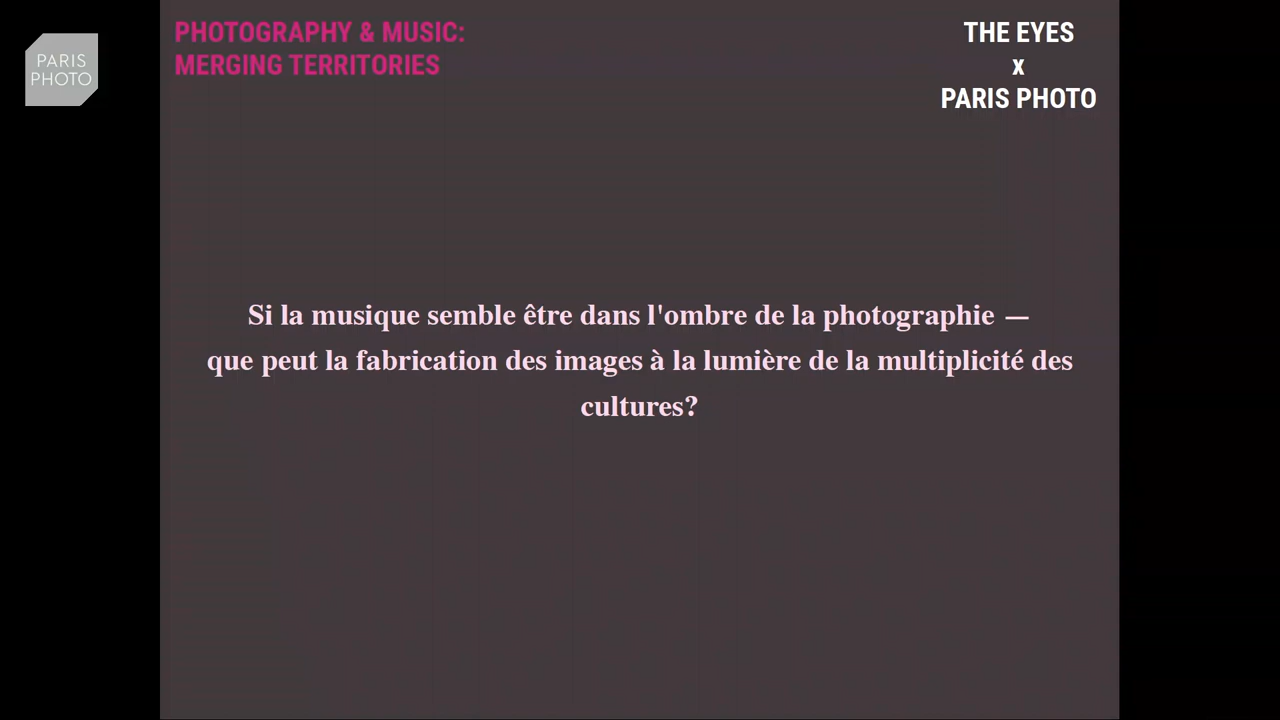 PARIS
PHOTO
PHOTOGRAPHY & MUSIC:
MERGING TERRITORIES
THE EYES
x
PARIS PHOTO
Si la musique semble être dans l'ombre de la photographie —
que peut la fabrication des images à la lumière de la multiplicité des
cultures?